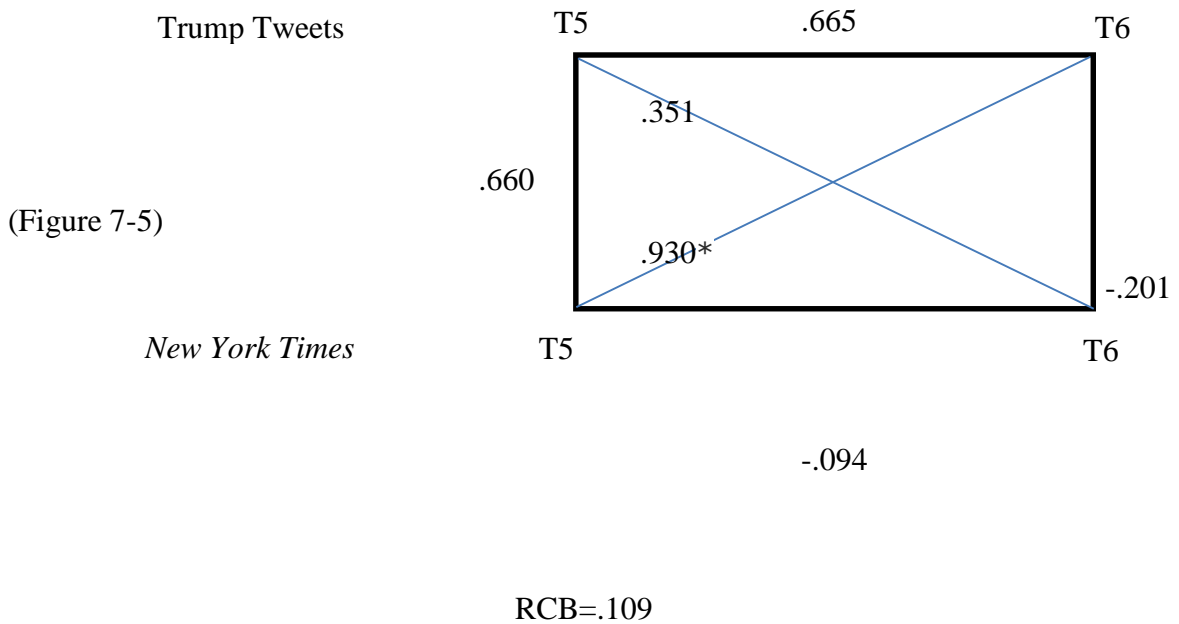 Trump Tweets T5 .665 T6
.351
.660
(Figure 7-5)
.930*
-.201
New York Times T5 T6
-.094
RCB=.109